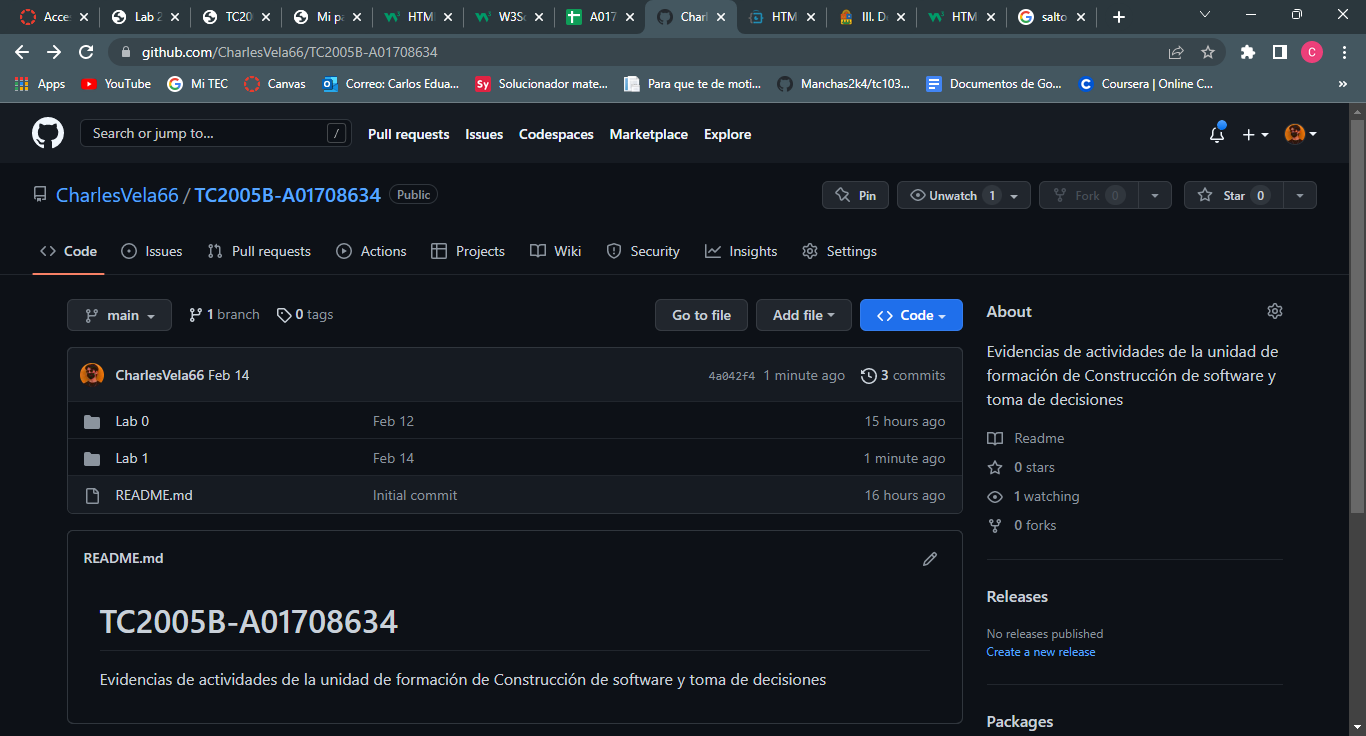 Acce Lab 2 TC20 Mi pa HTM W3Sc A017 Charl HTM III. D HTM salto
github.com/CharlesVela66/TC2005B-A01708634 C
Apps YouTube Mi TEC Canvas Correo: Carlos Edua... Sy Solucionador mate... Para que te de moti... Manchas2k4/tc103... Documentos de Go... Coursera | Online C... »
Search or jump to... / Pull requests Issues Codespaces Marketplace Explore
CharlesVela66 / TC2005B-A01708634 Public Pin Unwatch 1 Fork 0 Star 0
Code Issues Pull requests Actions Projects Wiki Security Insights Settings
main 1 branch 0 tags Go to file Add file Code
CharlesVela66 Feb 14 4a042f4 1 minute ago 3 commits
Lab 0 Feb 12 15 hours ago
Lab 1 Feb 14 1 minute ago
README.md Initial commit 16 hours ago
README.md
TC2005B-A01708634
Evidencias de actividades de la unidad de formación de Construcción de software y toma de decisiones
About
Evidencias de actividades de la unidad de
formación de Construcción de software y
toma de decisiones
Readme
0 stars
1 watching
0 forks
Releases
No releases published
Create a new release
Packages